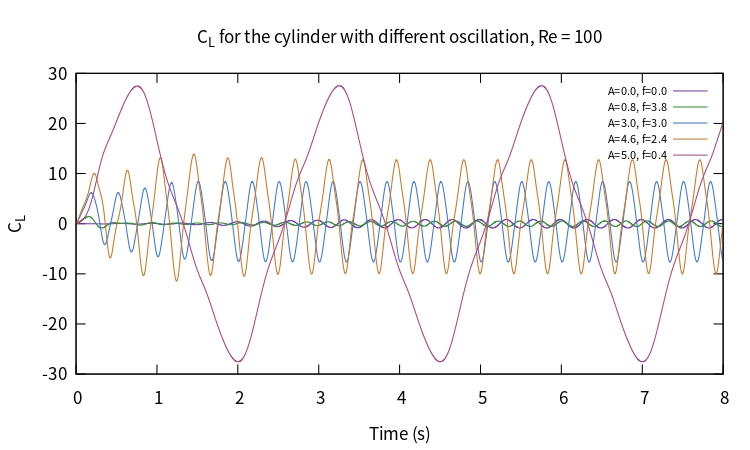 C_L for the cylinder with different oscillation, Re = 100
30
20
10
0
-10
-20
-30
C_L
A=0.0, f=0.0
A=0.8, f=3.8
A=3.0, f=3.0
A=4.6, f=2.4
A=5.0, f=0.4
0 1 2 3 4 5 6 7 8
Time (s)